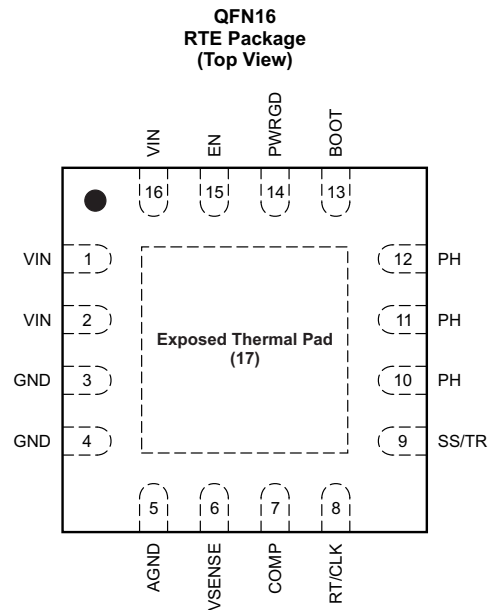 QFN16
RTE Package
(Top View)
VIN
EN
PWRGD
BOOT
16
15
14
13
VIN
1
12
PH
VIN
2
11
PH
Exposed Thermal Pad
(17)
GND
3
10
PH
GND
4
9
SS/TR
5
6
7
8
AGND
VSENSE
COMP
RT/CLK